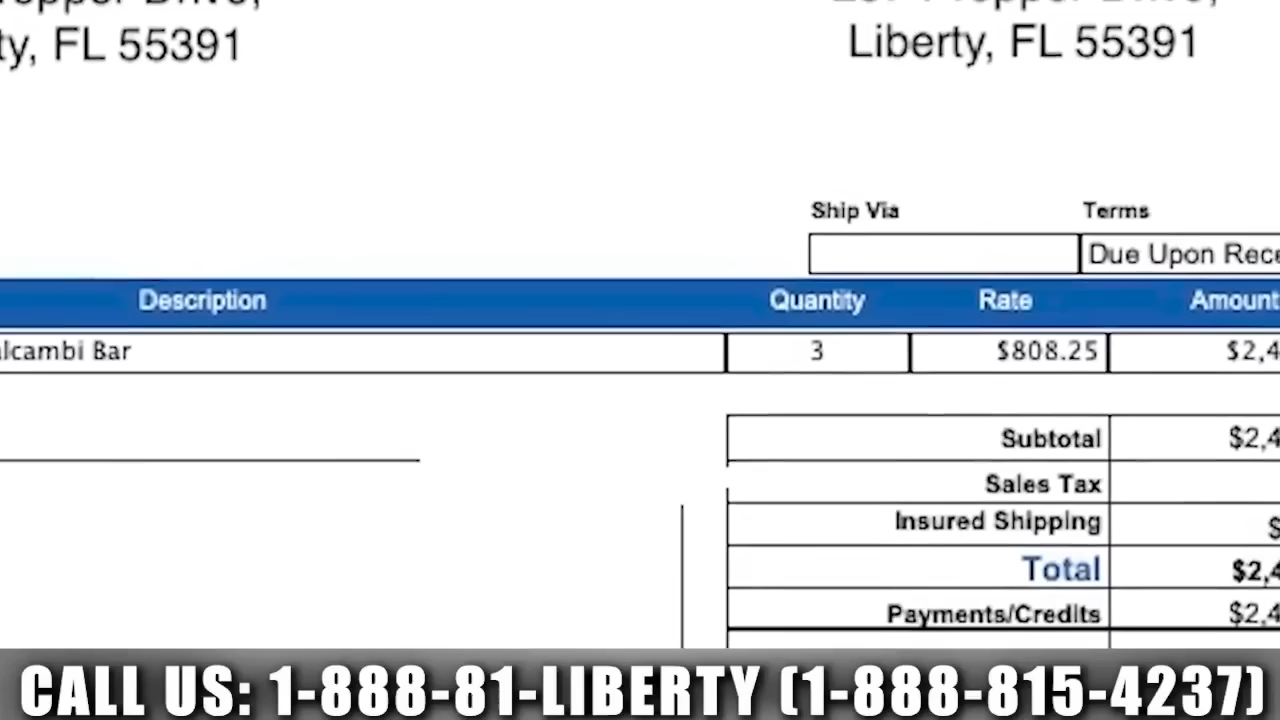 ty, FL 55391
Liberty, FL 55391
Ship Via Terms
Due Upon Rece
Description Quantity Rate Amount
alcambi Bar 3 $808.25 $2,4
Subtotal $2,4
Sales Tax
Insured Shipping $
Total $2,4
Payments/Credits $2,4
CALL US: 1-888-81-LIBERTY (1-888-815-4237)